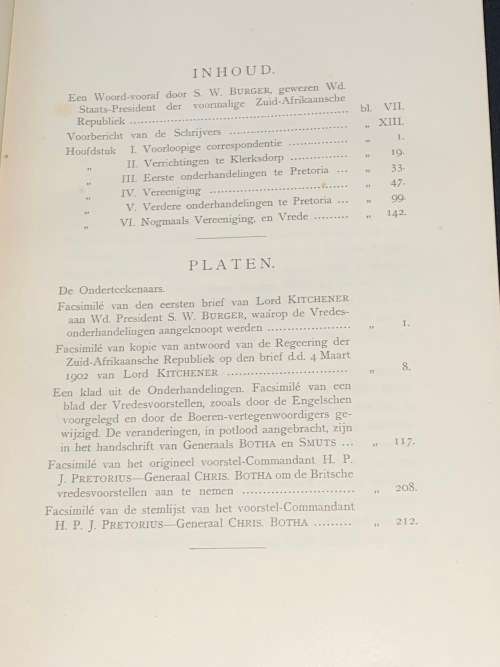 INHOUD.
Een Woord-vooraf door S. W. BURGER, gewezen Wd.
Staats-President der voormalige Zuid-Afrikaansche
Republiek ........................................ bl. VII.
Voorbericht van de Schrijvers ...................... „ XIII.
Hoofdstuk I. Voorloopige correspondentie ............ „ 1.
„ II. Verrichtingen te Klerksdorp ............ „ 19.
„ III. Eerste onderhandelingen te Pretoria ... „ 33.
„ IV. Vereeniging ........................... „ 47.
„ V. Verdere onderhandelingen te Pretoria ... „ 99.
„ VI. Nogmaals Vereeniging, en Vrede ......... „ 142.
PLATEN.
De Onderteekenaars.
Facsimilé van den eersten brief van Lord KITCHENER
aan Wd. President S. W. BURGER, waarop de Vredes-
onderhandelingen aangeknoopt werden ..................... „ 1.
Facsimilé van kopie van antwoord van de Regeering der
Zuid-Afrikaansche Republiek op den brief d.d. 4 Maart
1902 van Lord KITCHENER .............................. „ 8.
Een klad uit de Onderhandelingen. Facsimilé van een
blad der Vredesvoorstellen, zooals door de Engelschen
voorgelegd en door de Boeren-vertegenwoordigers ge-
wijzigd. De veranderingen, in potlood aangebracht, zijn
in het handschrift van Generaals BOTHA en SMUTS ... „ 117.
Facsimilé van het origineel voorstel-Commandant H. P.
J. PRETORIUS—Generaal CHRIS. BOTHA om de Britsche
vredesvoorstellen aan te nemen ........................... „ 208.
Facsimilé van de stemlijst van het voorstel-Commandant
H. P. J. PRETORIUS—Generaal CHRIS. BOTHA ......... „ 212.